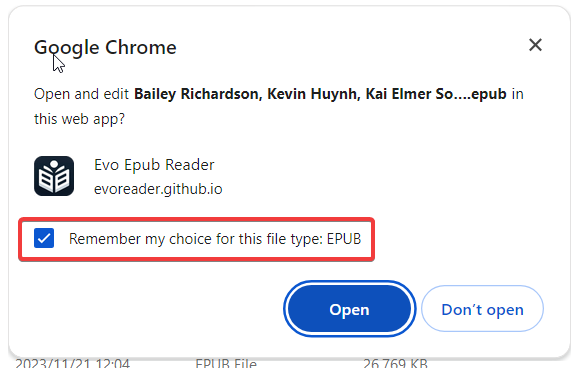 Google Chrome
Open and edit Bailey Richardson, Kevin Huynh, Kai Elmer So....epub in
this web app?
Evo Epub Reader
evoreader.github.io
Remember my choice for this file type: EPUB
Open
Don't open
2023/11/21 12:04 EPUB File 26,769 KB